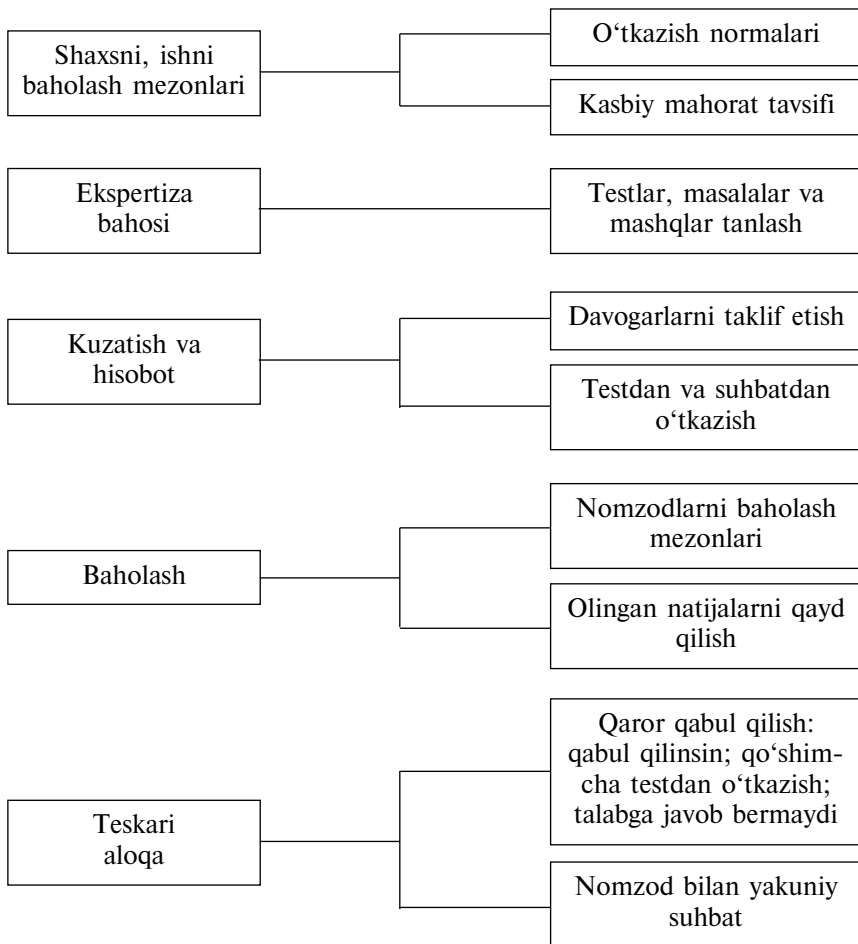 Shaxsni, ishni
baholash mezonlari
O‘tkazish normalari
Kasbiy mahorat tavsifi
Ekspertiza
bahosi
Testlar, masalalar va
mashqlar tanlash
Kuzatish va
hisobot
Davogarlarni taklif etish
Testdan va suhbatdan
o‘tkazish
Baholash
Nomzodlarni baholash
mezonlari
Olingan natijalarni qayd
qilish
Teskari
aloqa
Qaror qabul qilish:
qabul qilinsin; qo‘shim-
cha testdan o‘tkazish;
talabga javob bermaydi
Nomzod bilan yakuniy
suhbat